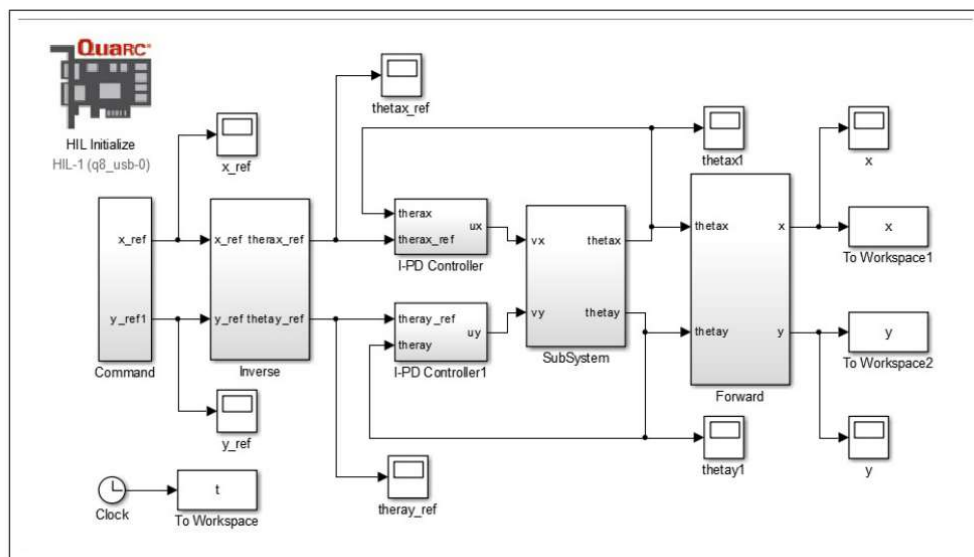 QUARC®
HIL Initialize
HIL-1 (q8_usb-0)
x_ref
thetax_ref
thetax1
x
x_ref
y_ref1
Command
x_ref therax_ref
y_ref thetay_ref
Inverse
therax
therax_ref
ux
I-PD Controller
theray_ref
theray
uy
I-PD Controller1
vx thetax
vy thetay
SubSystem
thetax x
thetay y
Forward
x
To Workspace1
y
To Workspace2
y_ref
theray_ref
thetay1
y
Clock
t
To Workspace